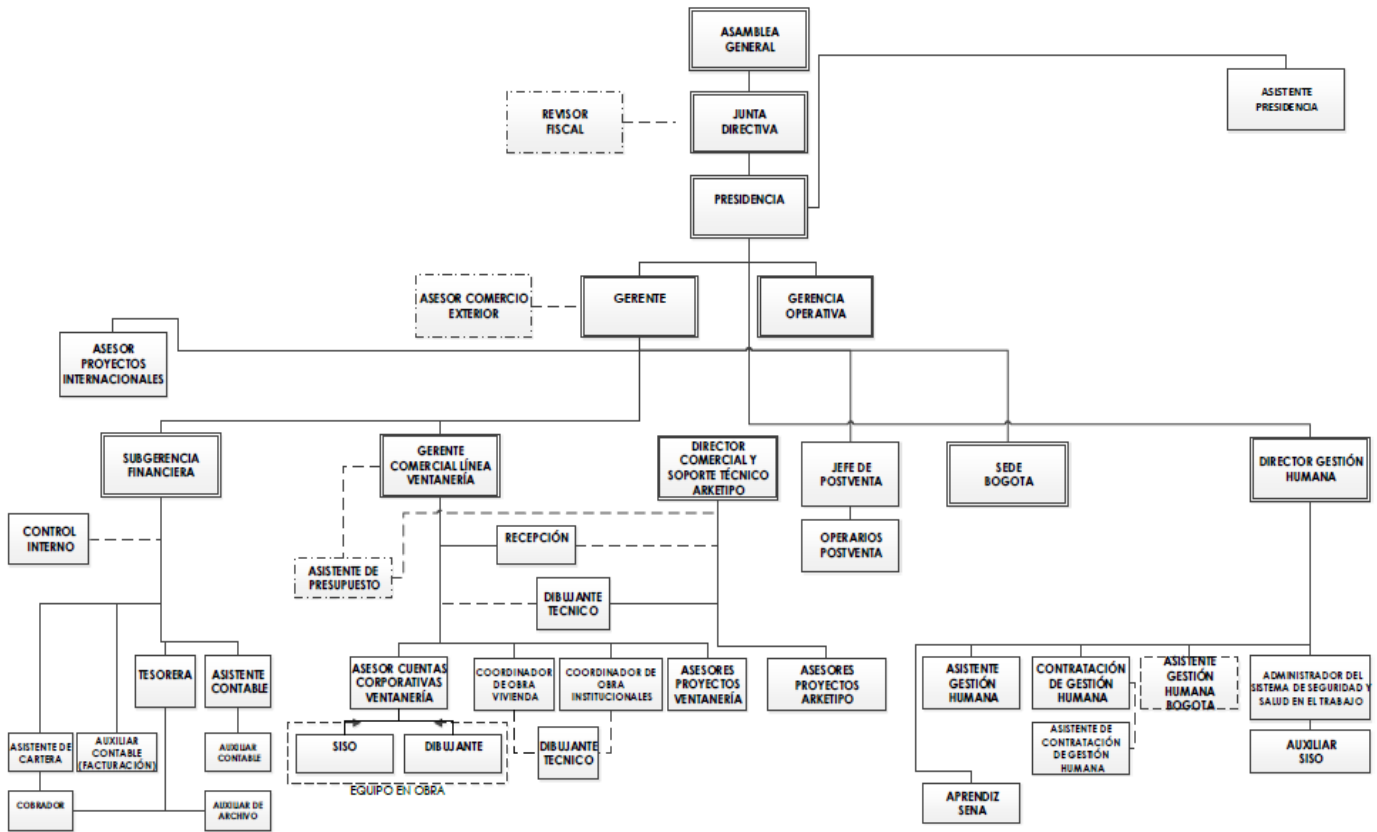 ASAMBLEA
GENERAL
ASISTENTE
PRESIDENCIA
REVISOR
FISCAL
JUNTA
DIRECTIVA
PRESIDENCIA
ASESOR COMERCIO
EXTERIOR
GERENTE
GERENCIA
OPERATIVA
ASESOR
PROYECTOS
INTERNACIONALES
SUBGERENCIA
FINANCIERA
GERENTE
COMERCIAL LÍNEA
VENTANERÍA
DIRECTOR
COMERCIAL Y
SOPORTE TÉCNICO
ARKETIPO
JEFE DE
POSTVENTA
SEDE
BOGOTA
DIRECTOR GESTIÓN
HUMANA
CONTROL
INTERNO
RECEPCIÓN
OPERARIOS
POSTVENTA
ASISTENTE DE
PRESUPUESTO
DIBUJANTE
TECNICO
TESORERA
ASISTENTE
CONTABLE
ASESOR CUENTAS
CORPORATIVAS
VENTANERÍA
COORDINADOR
DE OBRA
VIVIENDA
COORDINADOR DE
OBRA
INSTITUCIONALES
ASESORES
PROYECTOS
VENTANERÍA
ASESORES
PROYECTOS
ARKETIPO
ASISTENTE
GESTIÓN
HUMANA
CONTRATACIÓN
DE GESTIÓN
HUMANA
ASISTENTE
GESTIÓN
HUMANA
BOGOTA
ADMINISTRADOR DEL
SISTEMA DE SEGURIDAD Y
SALUD EN EL TRABAJO
ASISTENTE DE
CARTERA
AUXILIAR
CONTABLE
(FACTURACIÓN)
AUXILIAR
CONTABLE
SISO
DIBUJANTE
DIBUJANTE
TECNICO
ASISTENTE DE
CONTRATACIÓN
DE GESTIÓN
HUMANA
AUXILIAR
SISO
EQUIPO EN OBRA
COBRADOR
AUXILIAR DE
ARCHIVO
APRENDIZ
SENA